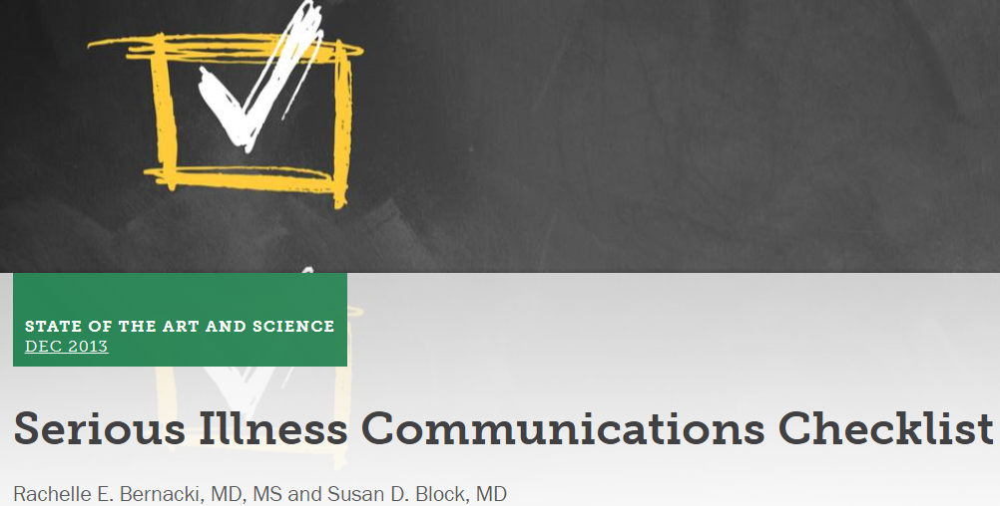 STATE OF THE ART AND SCIENCE
DEC 2013
Serious Illness Communications Checklist
Rachelle E. Bernacki, MD, MS and Susan D. Block, MD